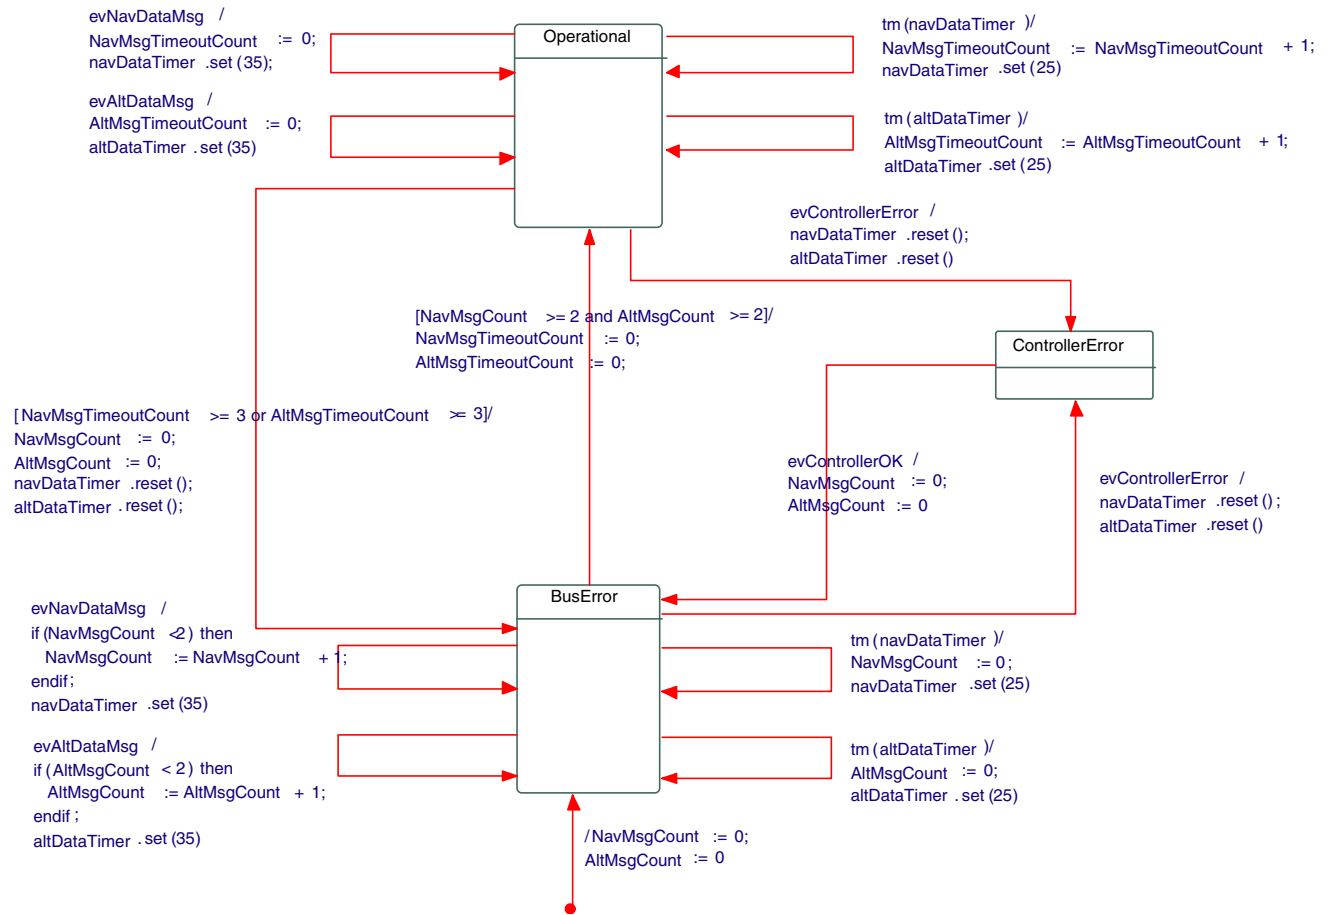 evNavDataMsg /
NavMsgTimeoutCount := 0;
navDataTimer .set (35);
Operational
tm (navDataTimer )/
NavMsgTimeoutCount := NavMsgTimeoutCount + 1;
navDataTimer .set (25)
evAltDataMsg /
AltMsgTimeoutCount := 0;
altDataTimer .set (35)
tm (altDataTimer )/
AltMsgTimeoutCount := AltMsgTimeoutCount + 1;
altDataTimer .set (25)
evControllerError /
navDataTimer .reset ();
altDataTimer .reset ()
[NavMsgCount >= 2 and AltMsgCount >= 2]/
NavMsgTimeoutCount := 0;
AltMsgTimeoutCount := 0;
ControllerError
[NavMsgTimeoutCount >= 3 or AltMsgTimeoutCount >= 3]/
NavMsgCount := 0;
AltMsgCount := 0;
navDataTimer .reset ();
altDataTimer .reset ();
evControllerOK /
NavMsgCount := 0;
AltMsgCount := 0
evControllerError /
navDataTimer .reset ();
altDataTimer .reset ()
BusError
evNavDataMsg /
if (NavMsgCount <2) then
NavMsgCount := NavMsgCount + 1;
endif;
navDataTimer .set (35)
tm (navDataTimer )/
NavMsgCount := 0;
navDataTimer .set (25)
evAltDataMsg /
if (AltMsgCount < 2) then
AltMsgCount := AltMsgCount + 1;
endif;
altDataTimer .set (35)
tm (altDataTimer )/
AltMsgCount := 0;
altDataTimer .set (25)
/NavMsgCount := 0;
AltMsgCount := 0